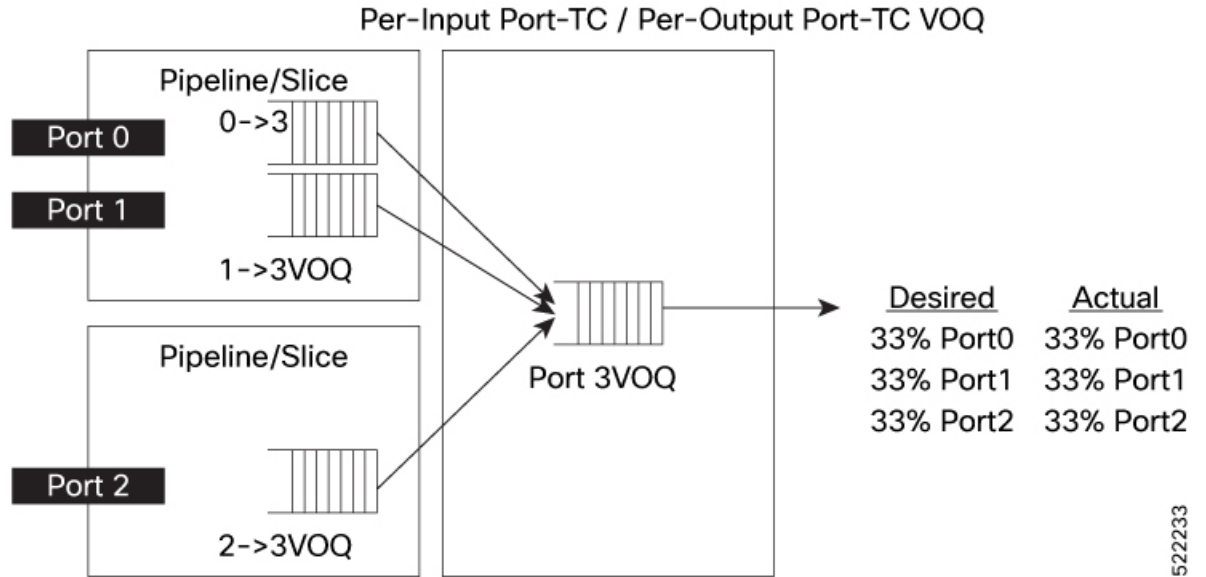 Per-Input Port-TC / Per-Output Port-TC VOQ
Pipeline/Slice
0->3
Port 0
Port 1
1->3VOQ
Pipeline/Slice
Port 2
2->3VOQ
Port 3VOQ
Desired Actual
33% Port0 33% Port0
33% Port1 33% Port1
33% Port2 33% Port2
522233